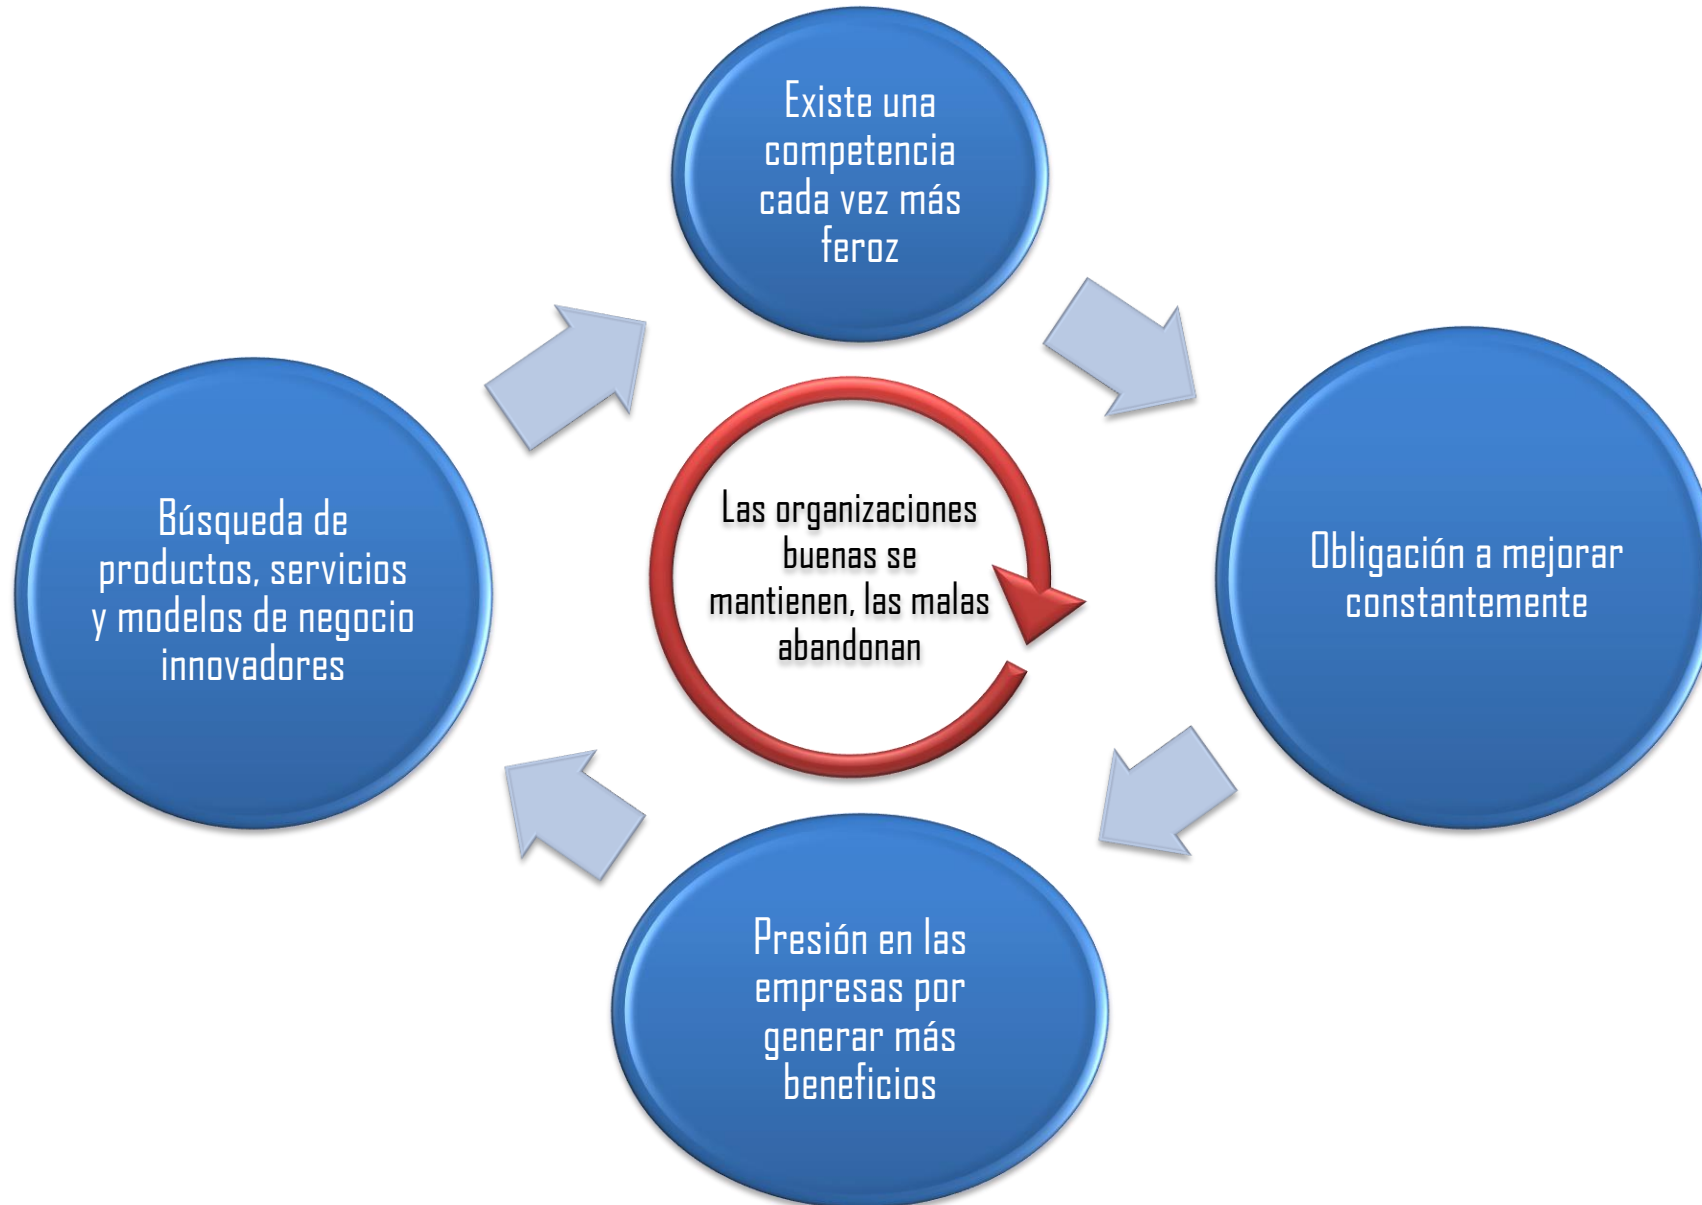 Existe una
competencia
cada vez más
feroz
Búsqueda de
productos, servicios
y modelos de negocio
innovadores
Las organizaciones
buenas se
mantienen, las malas
abandonan
Obligación a mejorar
constantemente
Presión en las
empresas por
generar más
beneficios